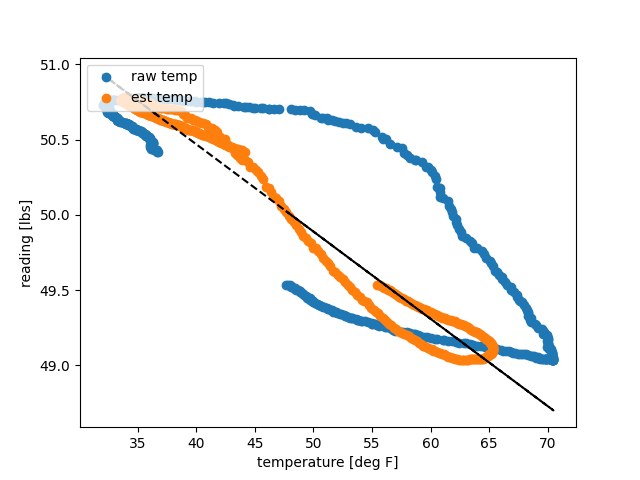 raw temp
est temp
51.0
50.5
50.0
49.5
49.0
reading [lbs]
35 40 45 50 55 60 65 70
temperature [deg F]